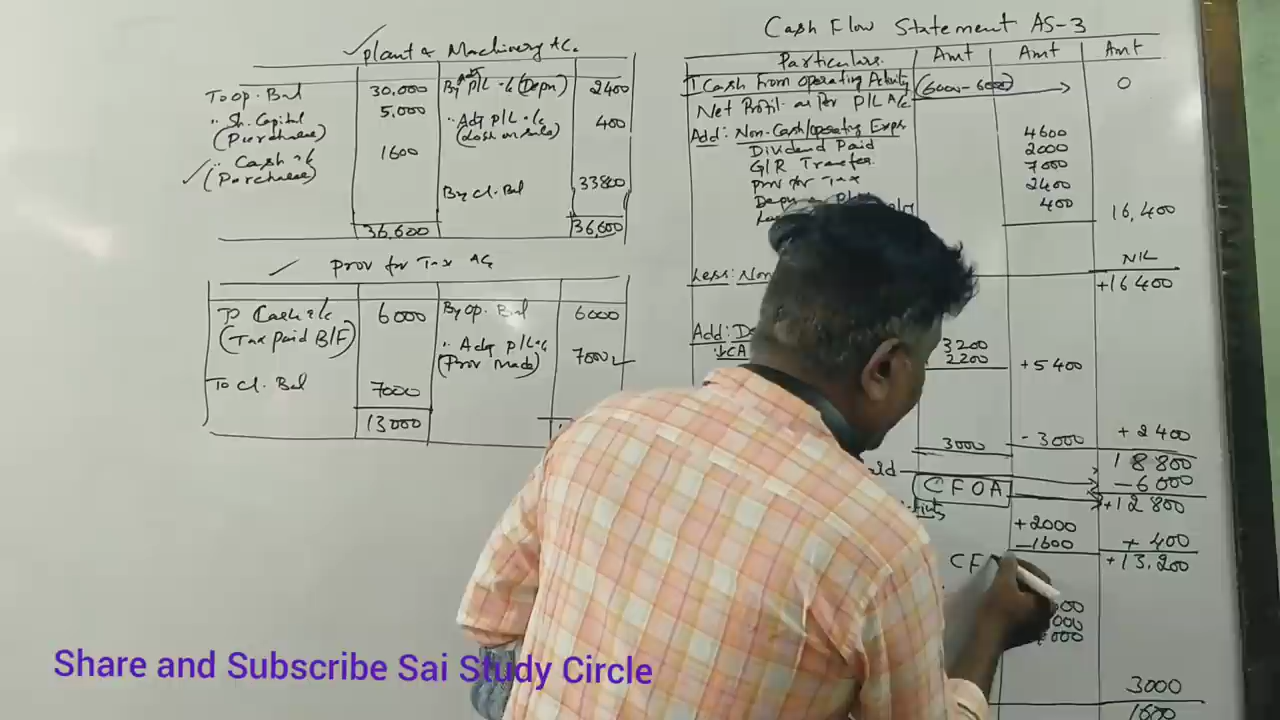 Plant & Machinery A/c.
To op. Bal 30,000 By Adj P/L a/c (Depn) 2400
" Sh. Capital 5,000 " Adj P/L a/c 400
(Purchase) (Loss on sale)
" Cash a/c 1600
(Purchase)
By Cl. Bal 33800
36,600 36,600
Prov for Tax A/c
To Cash a/c 6000 By op. Bal 6000
(Tax paid B/F)
" Adj P/L a/c 7000
(Prov Made)
To Cl. Bal 7000
13000
Cash Flow Statement AS-3
Particulars. Amt Amt Amt
I Cash From operating Activity
(6000-6000) 0
Net Profit as Per P/L A/c
Add: Non-Cash/operating Exps
4600
Dividend Paid 2000
G/R Transfer 7000
Prov for Tax 2400
400
16,400
NIL
Less: Non
+16400
Add: De
↓CA
3200
2200 +5400
3000 -3000 +2400
18800
-6000
CFOA +12800
+2000
-1600 +400
CF +13,200
000
3000
1600
Share and Subscribe Sai Study Circle